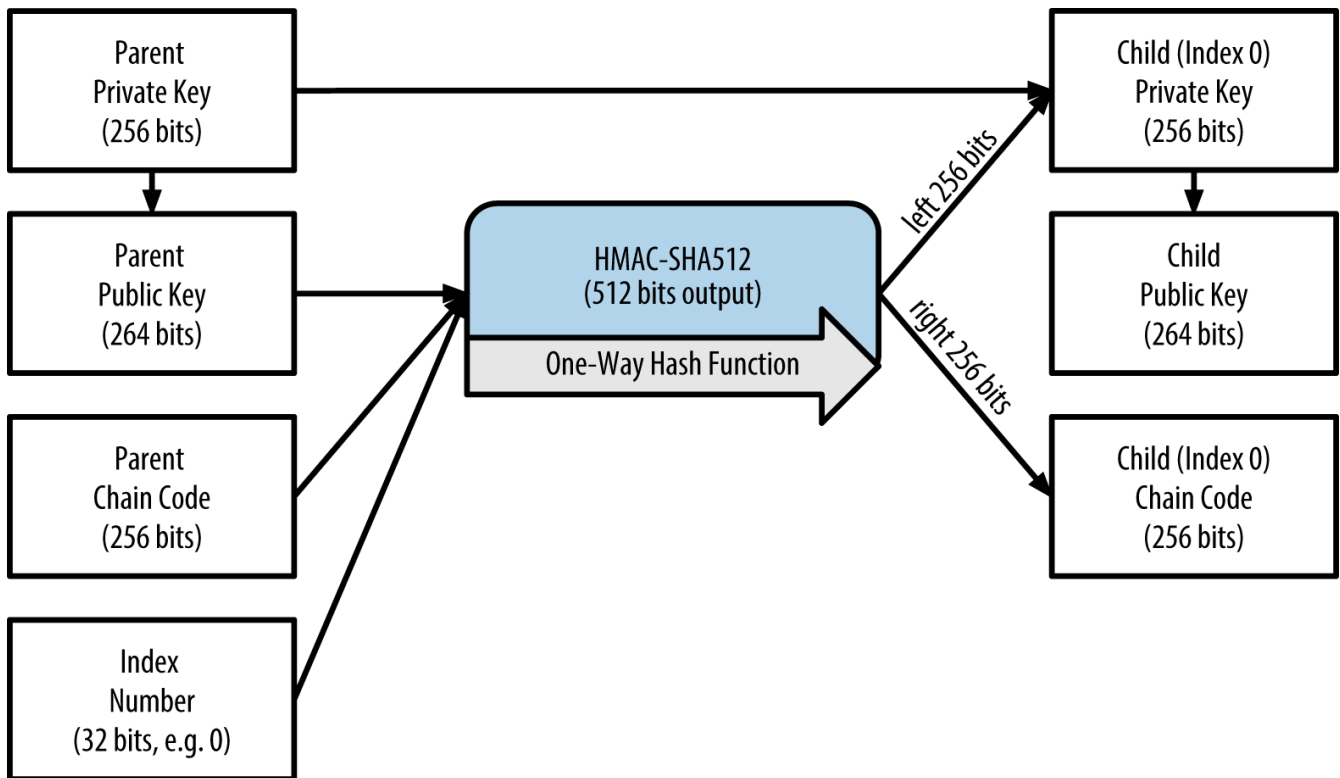 Parent
Private Key
(256 bits)
Parent
Public Key
(264 bits)
Parent
Chain Code
(256 bits)
Index
Number
(32 bits, e.g. 0)
HMAC-SHA512
(512 bits output)
One-Way Hash Function
left 256 bits
right 256 bits
Child (Index 0)
Private Key
(256 bits)
Child
Public Key
(264 bits)
Child (Index 0)
Chain Code
(256 bits)